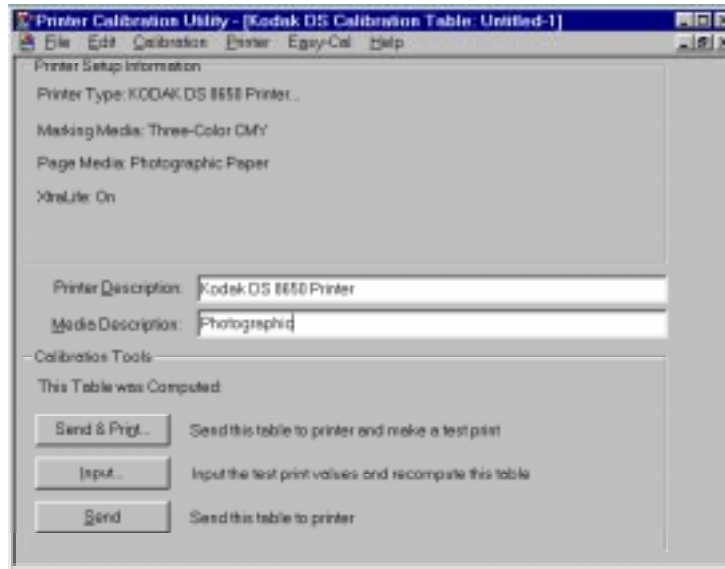 Printer Calibration Utility - [Kodak DS Calibration Table: Untitled-1]
File Edit Calibration Printer Easy-Cal Help
Printer Setup Information
Printer Type: KODAK DS 8650 Printer...
Marking Media: Three-Color CMY
Page Media: Photographic Paper
XtraLife: On
Printer Description: Kodak DS 8650 Printer
Media Description: Photographic
Calibration Tools
This Table was Computed:
Send & Print... Send this table to printer and make a test print
Input... Input the test print values and recompute this table
Send Send this table to printer